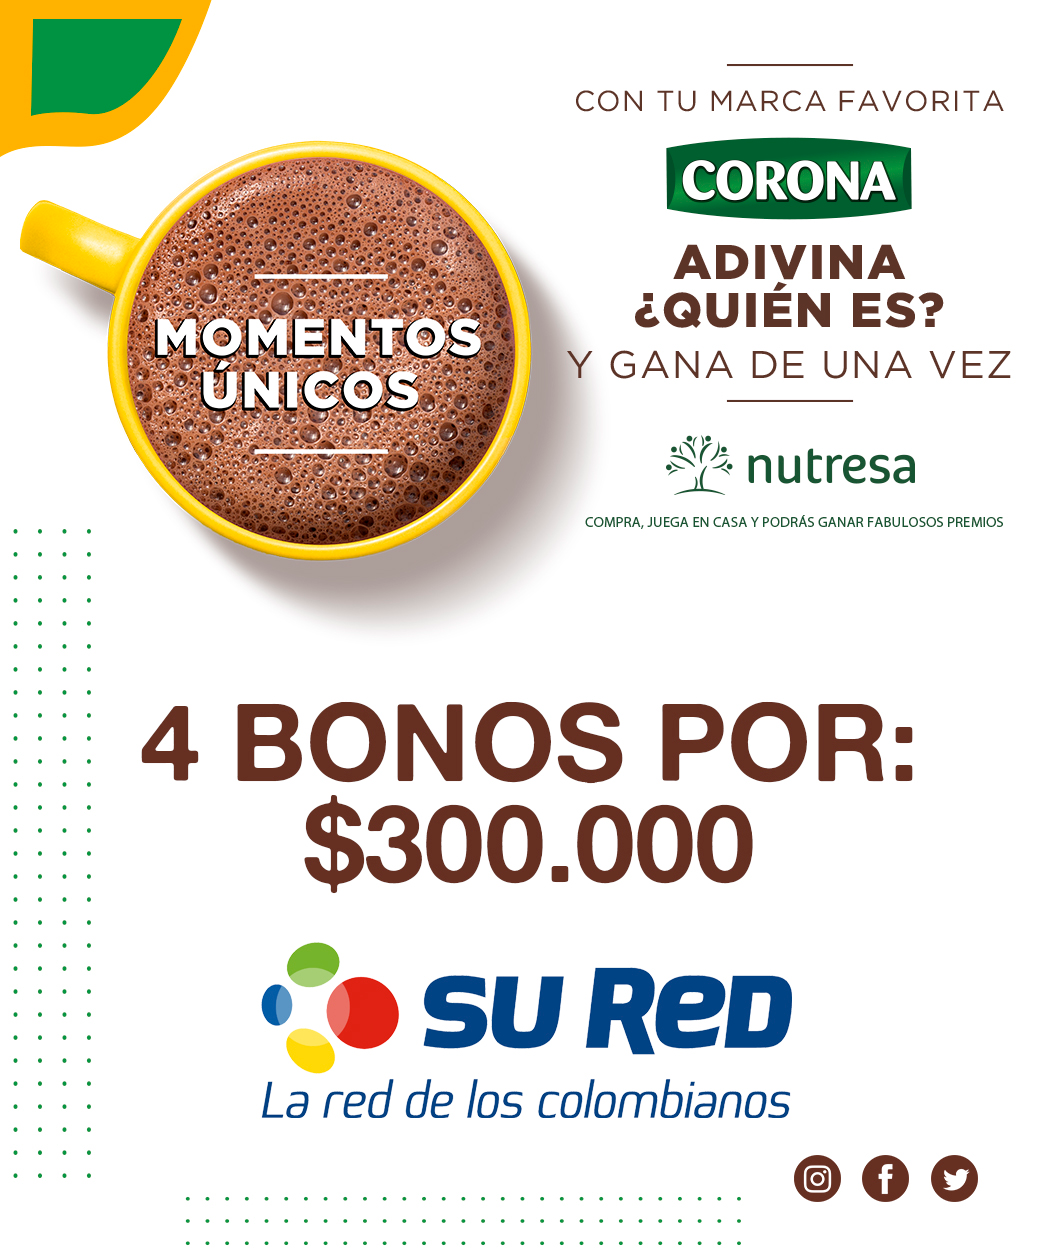 CON TU MARCA FAVORITA
CORONA
ADIVINA
¿QUIÉN ES?
Y GANA DE UNA VEZ
MOMENTOS
ÚNICOS
nutresa
COMPRA, JUEGA EN CASA Y PODRÁS GANAR FABULOSOS PREMIOS
4 BONOS POR:
$300.000
SU ReD
La red de los colombianos